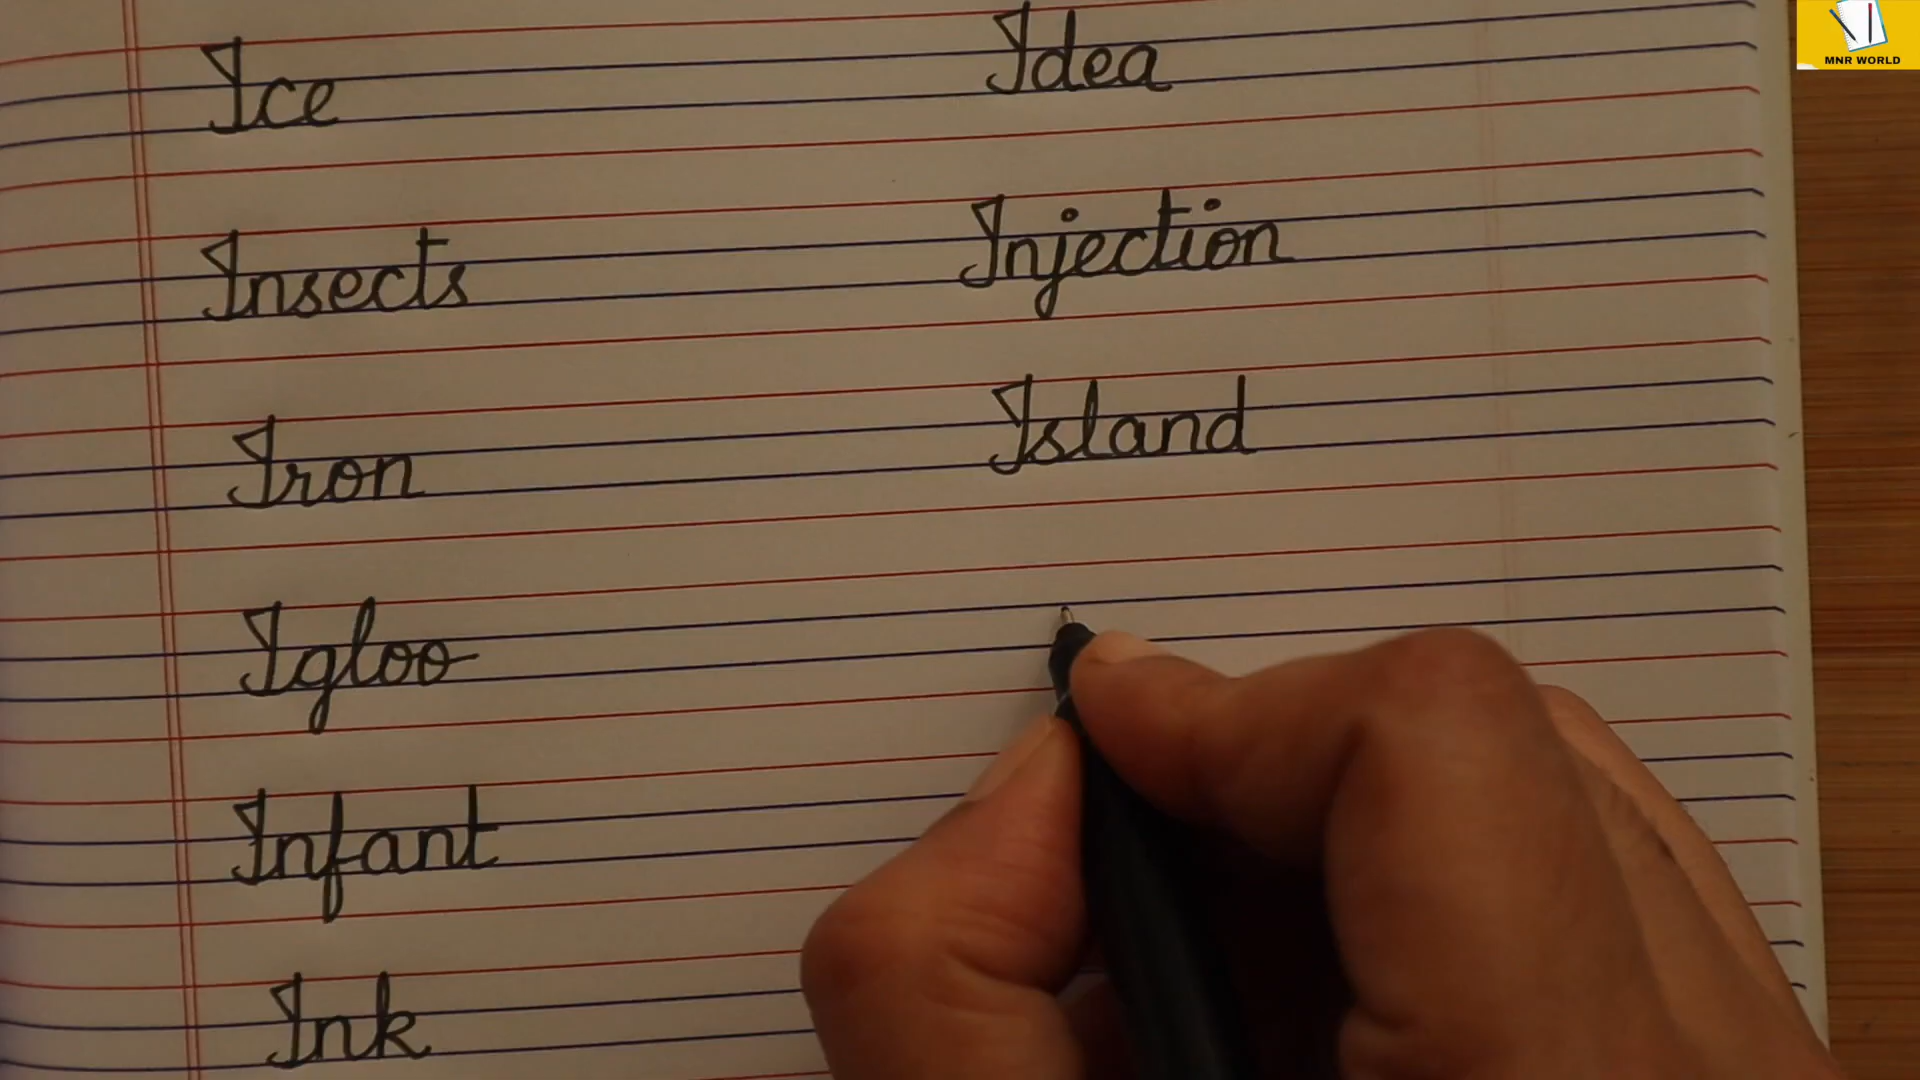 Ice
Insects
Iron
Igloo
Infant
Ink
Idea
Injection
Island
MNR WORLD